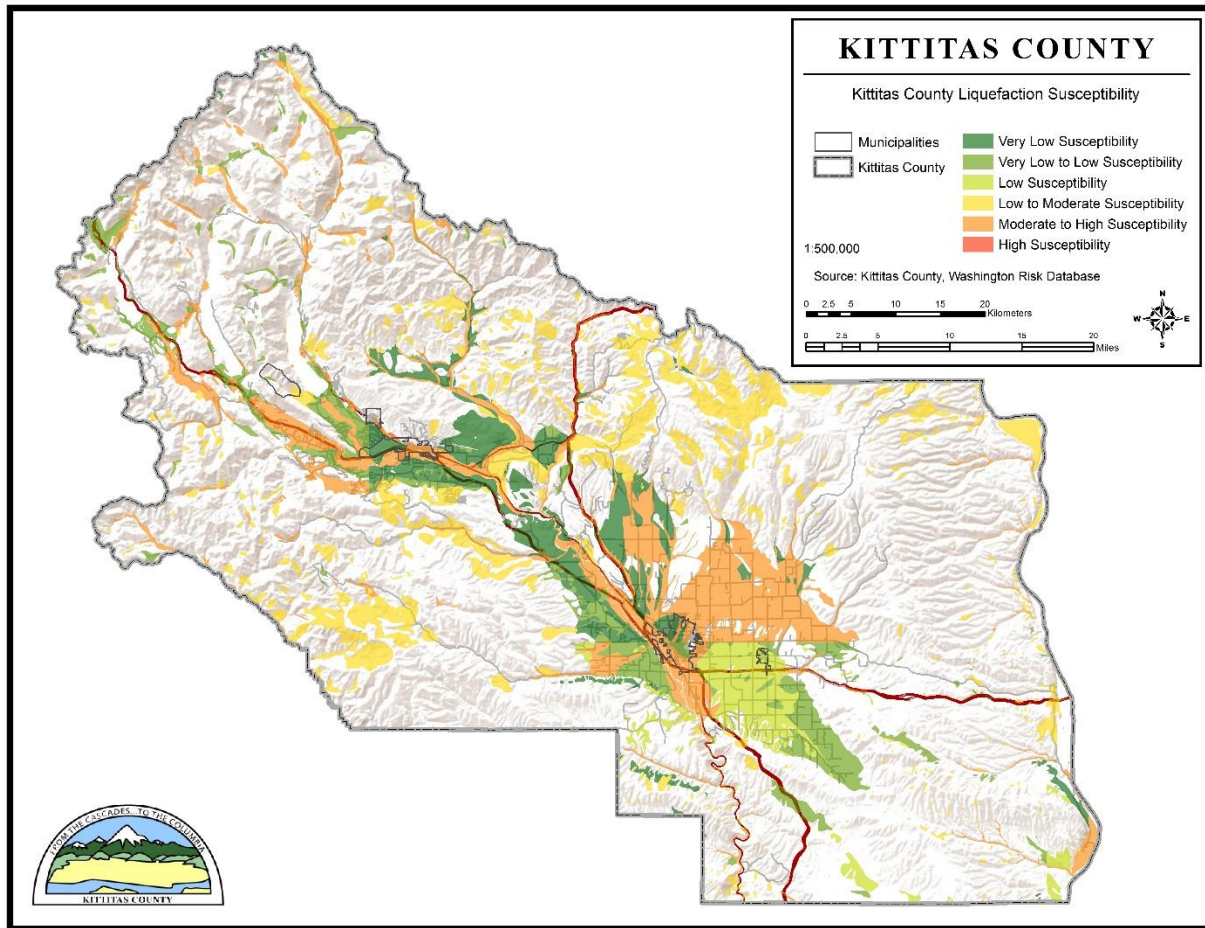 KITTITAS COUNTY
Kittitas County Liquefaction Susceptibility
Municipalities
Kittitas County
Very Low Susceptibility
Very Low to Low Susceptibility
Low Susceptibility
Low to Moderate Susceptibility
Moderate to High Susceptibility
High Susceptibility
1:500,000
Source: Kittitas County, Washington Risk Database
0 2.5 5 10 15 20 Kilometers
0 2.5 5 10 15 20 Miles
N
W E
S
FROM THE CASCADES...TO THE COLUMBIA
KITTITAS COUNTY